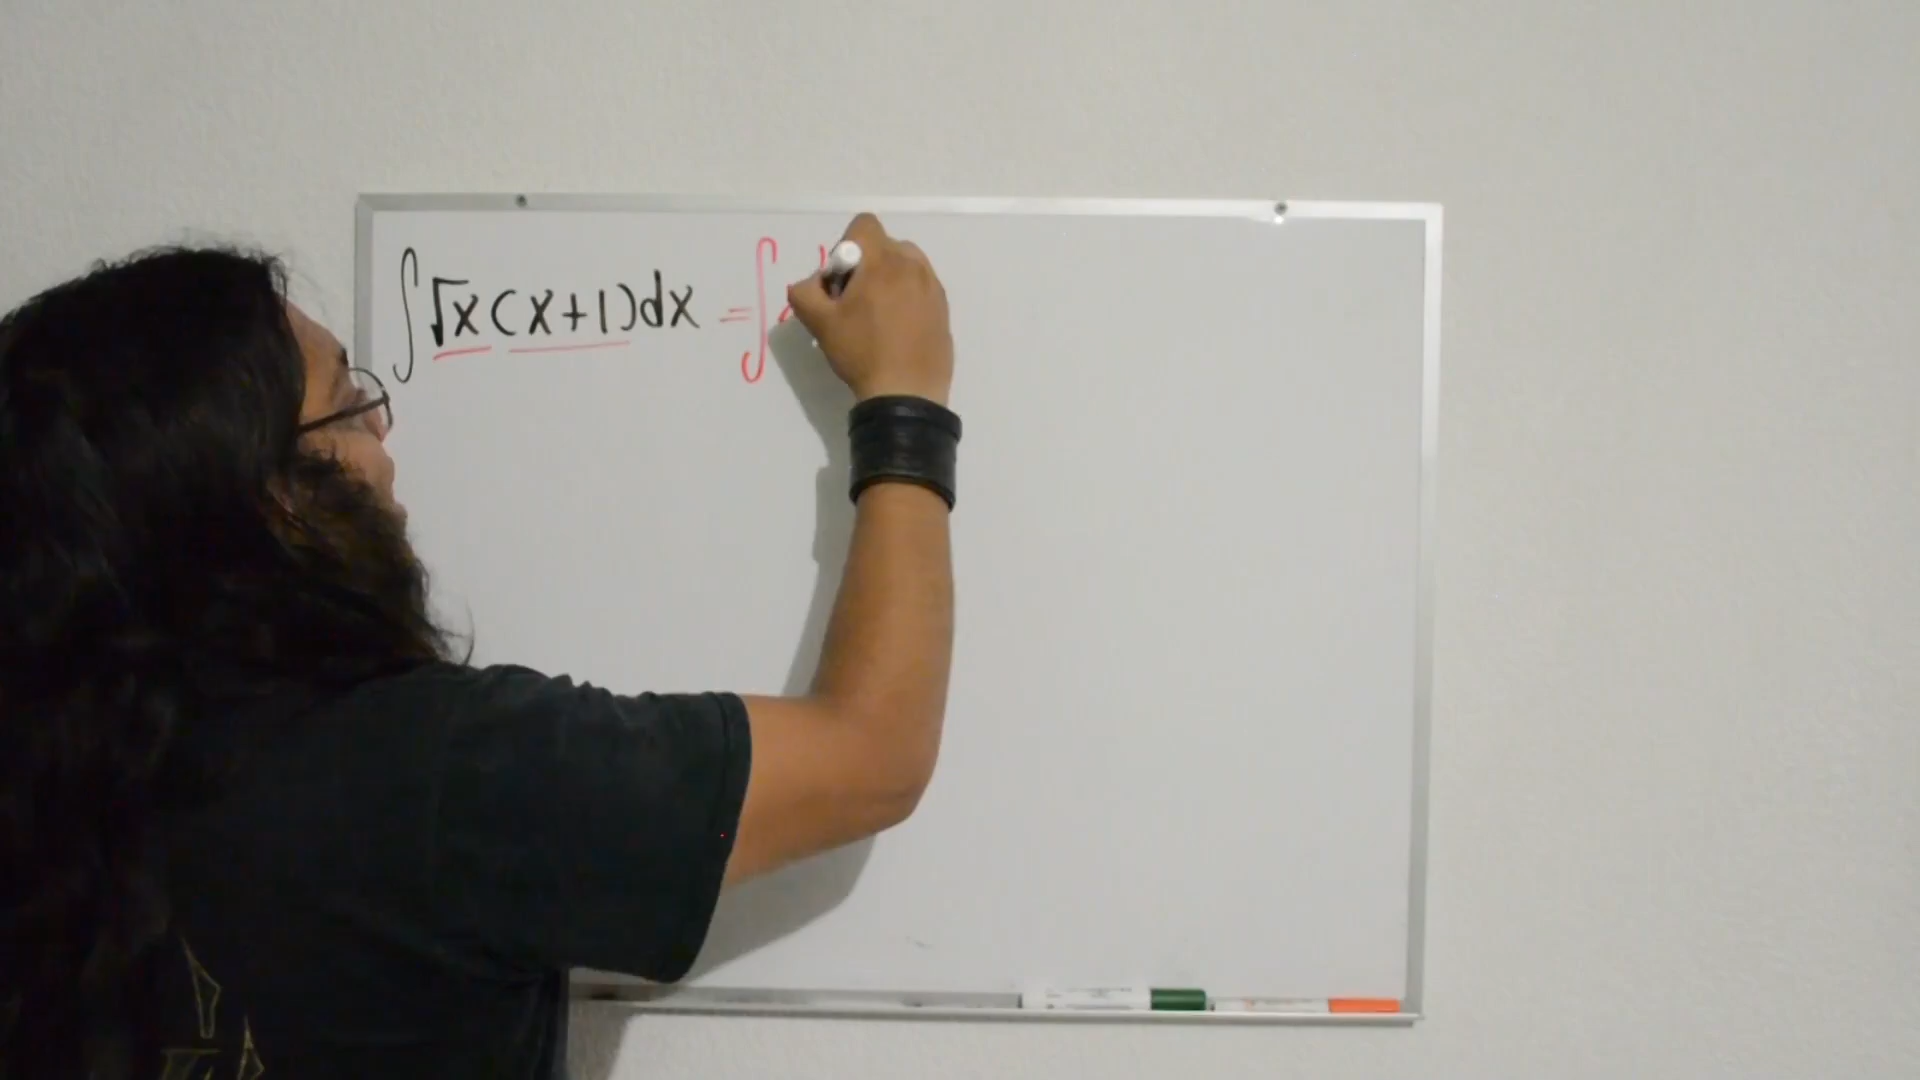 ∫√x(x+1)dx = ∫